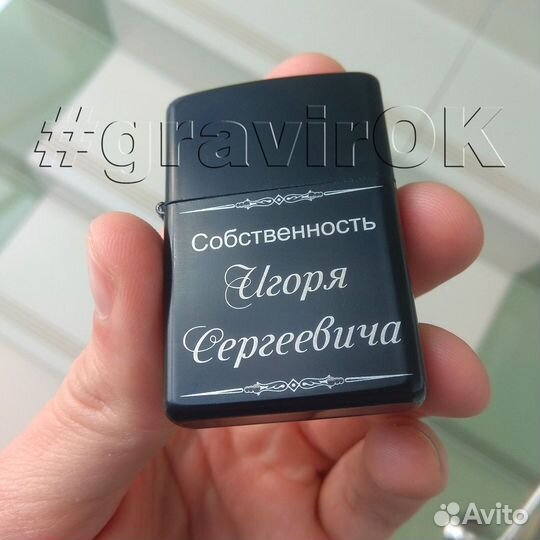 #gravirOK
Собственность
Игоря
Сергеевича
Avito